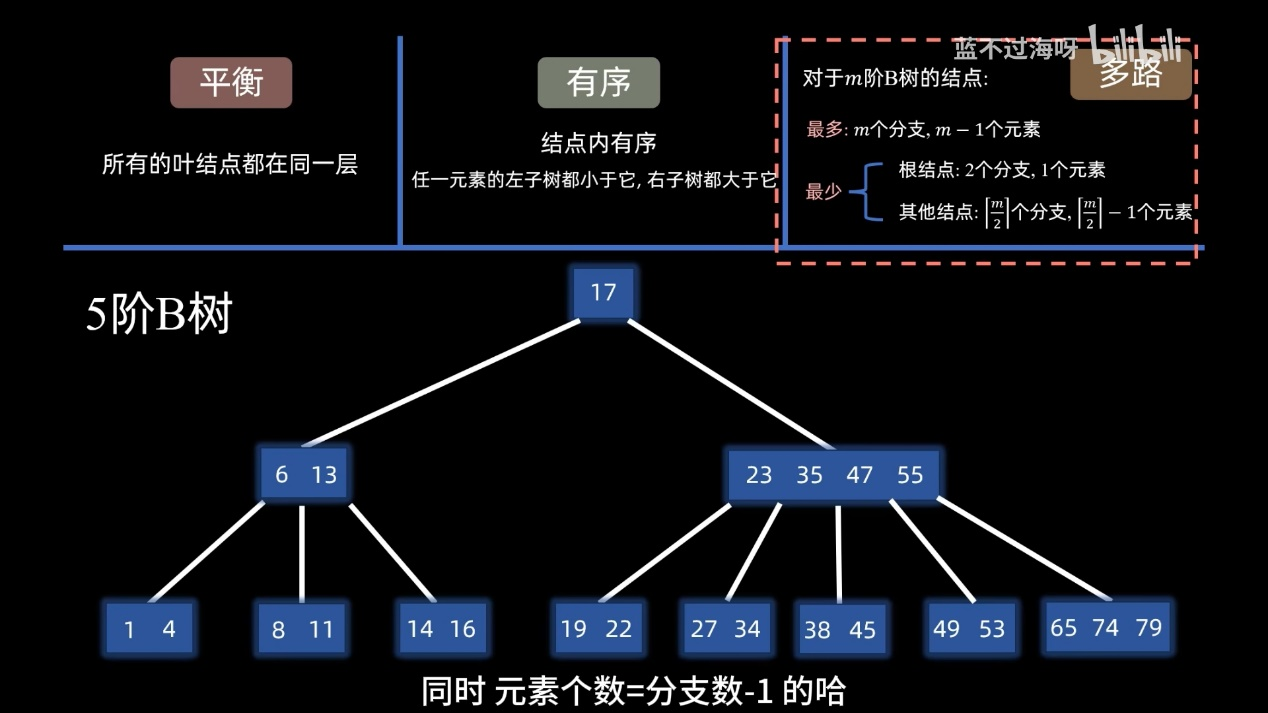 蓝不过海呀 bilibili
平衡
所有的叶结点都在同一层
有序
结点内有序
任一元素的左子树都小于它, 右子树都大于它
多路
对于m阶B树的结点:
最多: m个分支, m − 1个元素
最少
根结点: 2个分支, 1个元素
其他结点: ⌈m/2⌉个分支, ⌈m/2⌉ − 1个元素
5阶B树
17
6 13
23 35 47 55
1 4
8 11
14 16
19 22
27 34
38 45
49 53
65 74 79
同时 元素个数=分支数-1 的哈